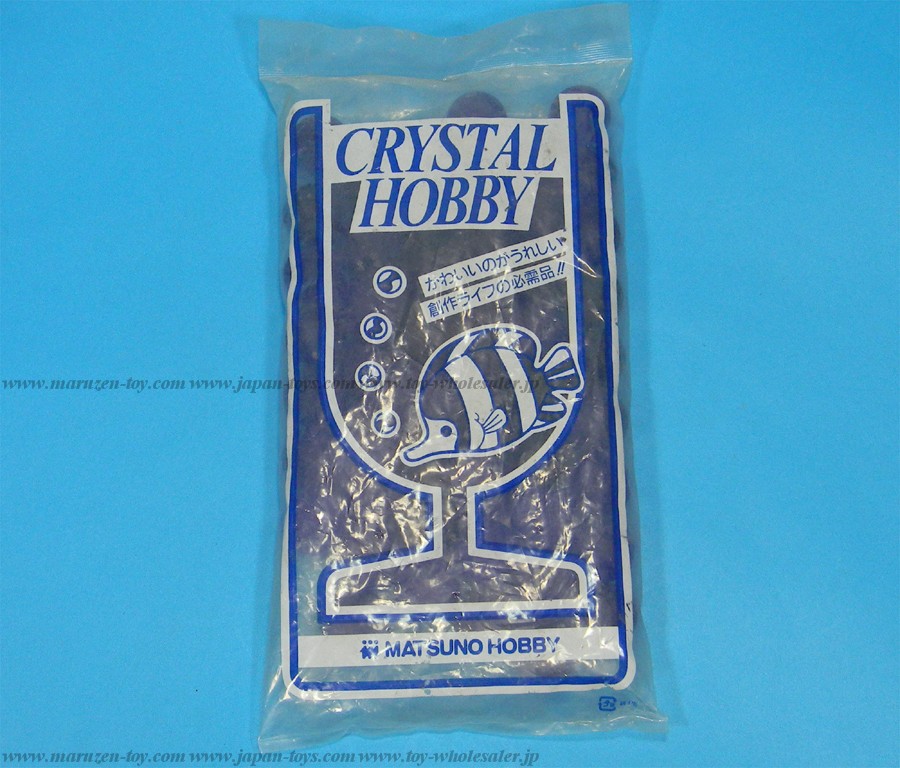 CRYSTAL
HOBBY
かわいいのがうれしい
創作ライフの必需品!!
www.maruzen-toy.com www.japan-toys.com www.toy-wholesaler.jp
MATSUNO HOBBY
www.maruzen-toy.com www.japan-toys.com www.toy-wholesaler.jp